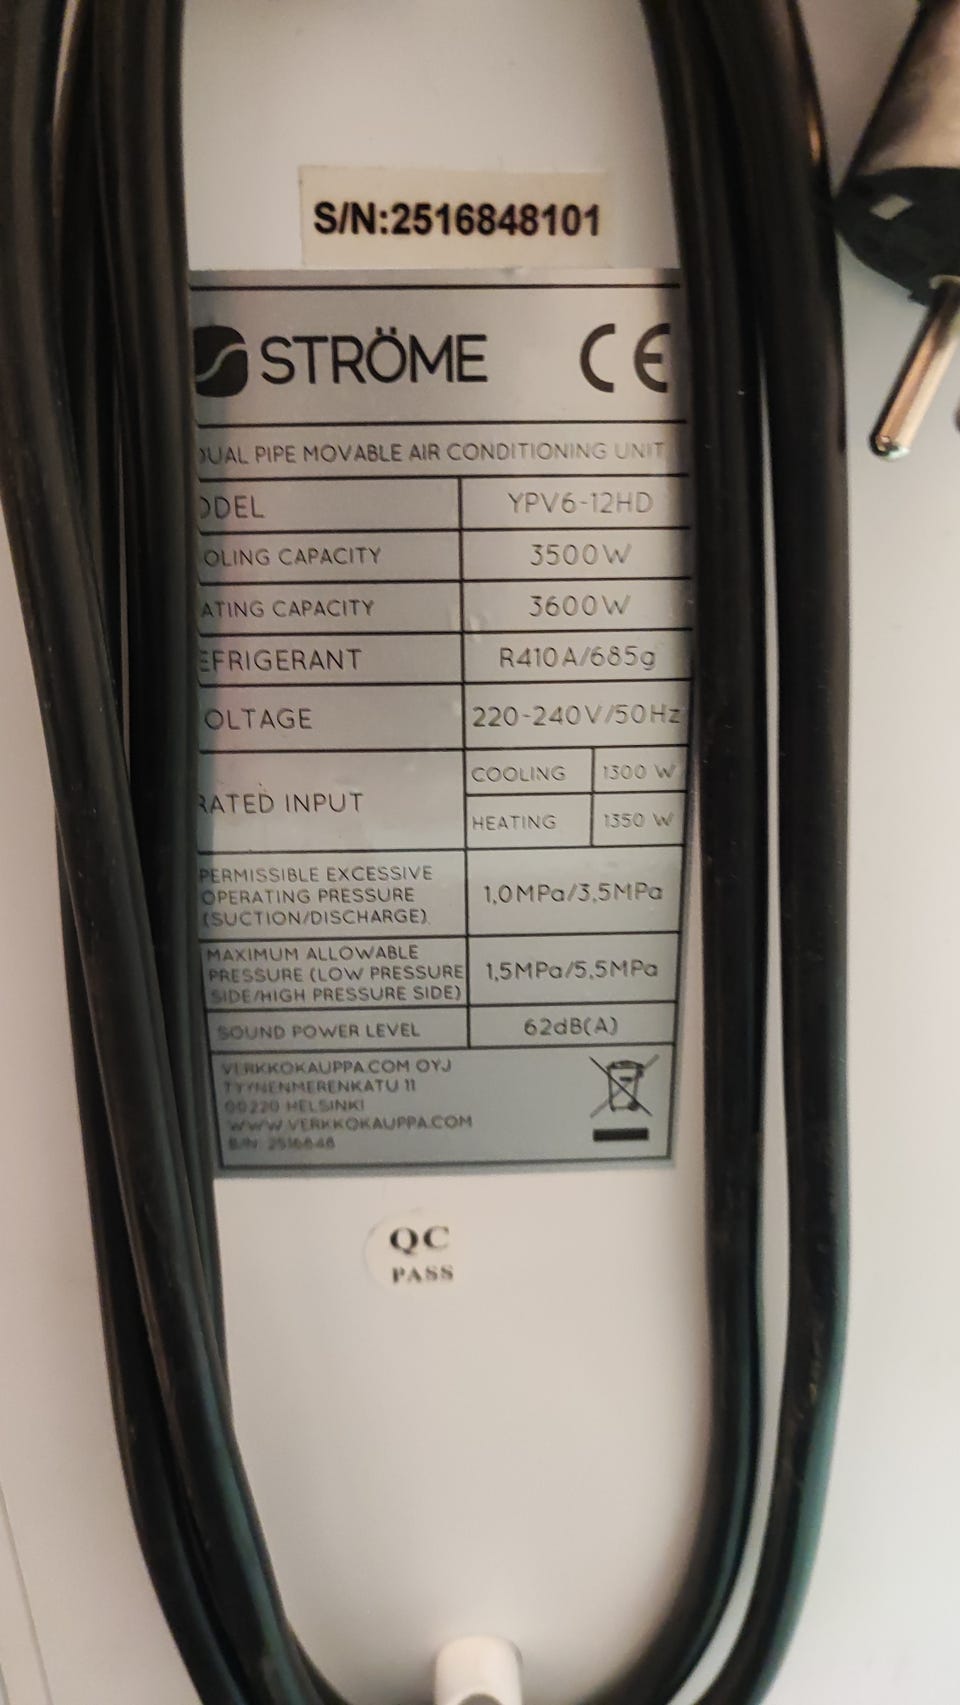 S/N:2516848101
STRÖME CE
DUAL PIPE MOVABLE AIR CONDITIONING UNIT
ODEL YPV6-12HD
OLING CAPACITY 3500W
ATING CAPACITY 3600W
EFRIGERANT R410A/685g
OLTAGE 220-240V/50Hz
RATED INPUT
COOLING 1300 W
HEATING 1350 W
PERMISSIBLE EXCESSIVE
OPERATING PRESSURE
(SUCTION/DISCHARGE)
1,0MPa/3,5MPa
MAXIMUM ALLOWABLE
PRESSURE (LOW PRESSURE
SIDE/HIGH PRESSURE SIDE)
1,5MPa/5,5MPa
SOUND POWER LEVEL 62dB(A)
VERKKOKAUPPA.COM OYJ
TYYNENMERENKATU 11
00220 HELSINKI
WWW.VERKKOKAUPPA.COM
S/N: 2516848
QC
PASS